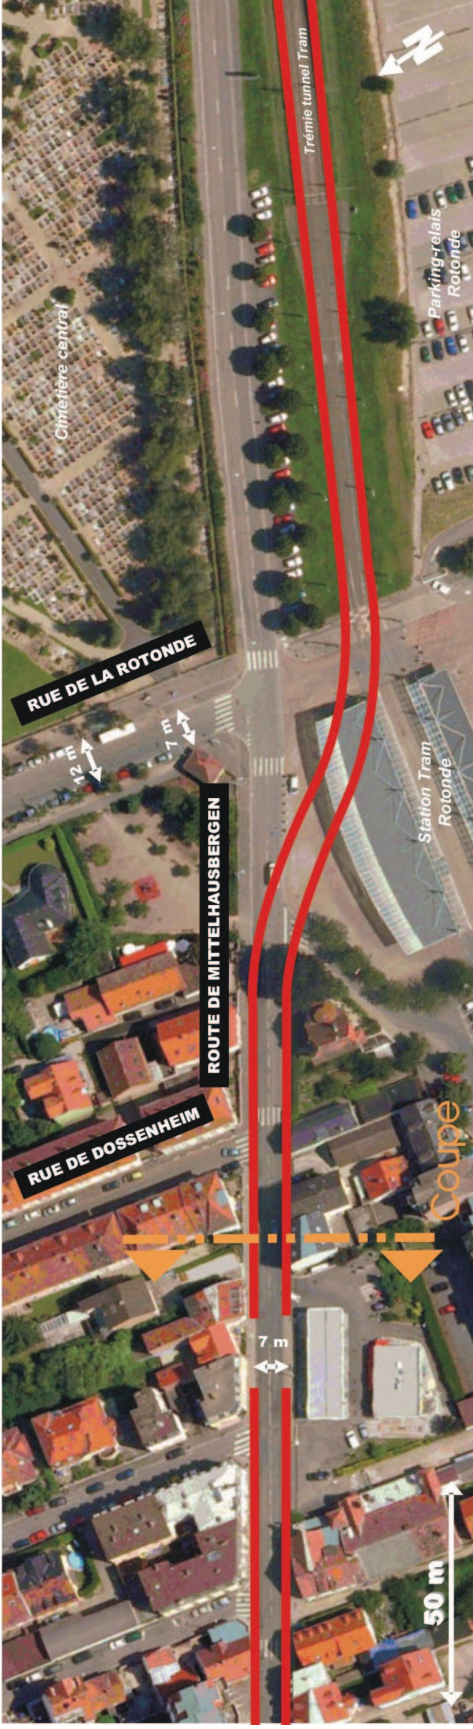 N
Trémie tunnel Tram
Parking-relais
Rotonde
Cimetière central
RUE DE LA ROTONDE
12 m
7 m
Station Tram
Rotonde
ROUTE DE MITTELHAUSBERGEN
RUE DE DOSSENHEIM
Coupe
7 m
50 m